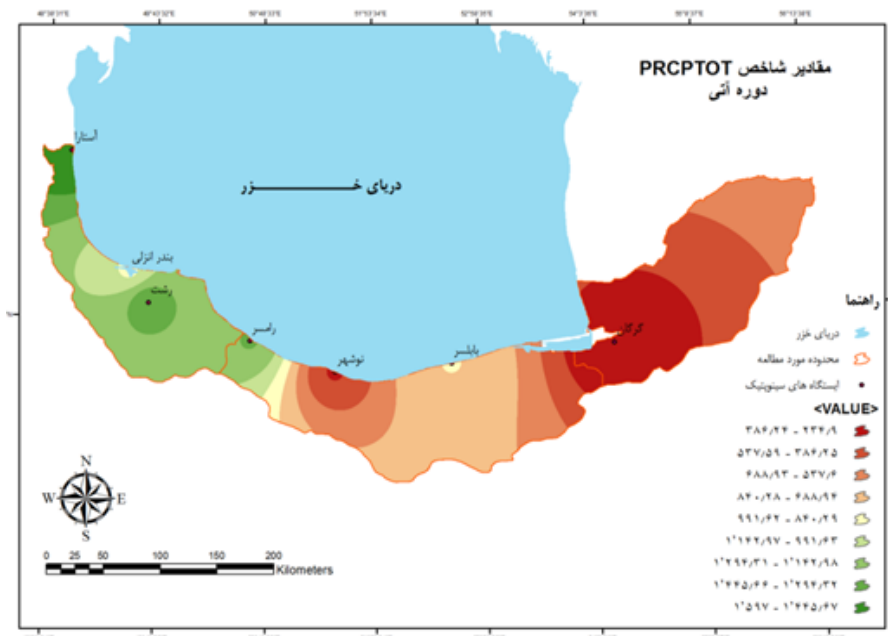 مقادیر شاخص PRCPTOT
دوره آتی
آستارا
دریای خـــــزر
بندر انزلی
رشت
رامسر
نوشهر
بابلسر
گرگان
راهنما
دریای خزر
محدوده مورد مطالعه
ایستگاه های سینوپتیک
<VALUE>
۳۸۶/۲۴ - ۲۳۴/۹
۵۳۷/۵۹ - ۳۸۶/۲۵
۶۸۸/۹۳ - ۵۳۷/۶
۸۴۰/۲۸ - ۶۸۸/۹۴
۹۹۱/۶۲ - ۸۴۰/۲۹
۱٬۱۴۲/۹۷ - ۹۹۱/۶۳
۱٬۲۹۴/۳۱ - ۱٬۱۴۲/۹۸
۱٬۴۴۵/۶۶ - ۱٬۲۹۴/۳۲
۱٬۵۹۷ - ۱٬۴۴۵/۶۷
N
W E
S
0 25 50 100 150 200
Kilometers